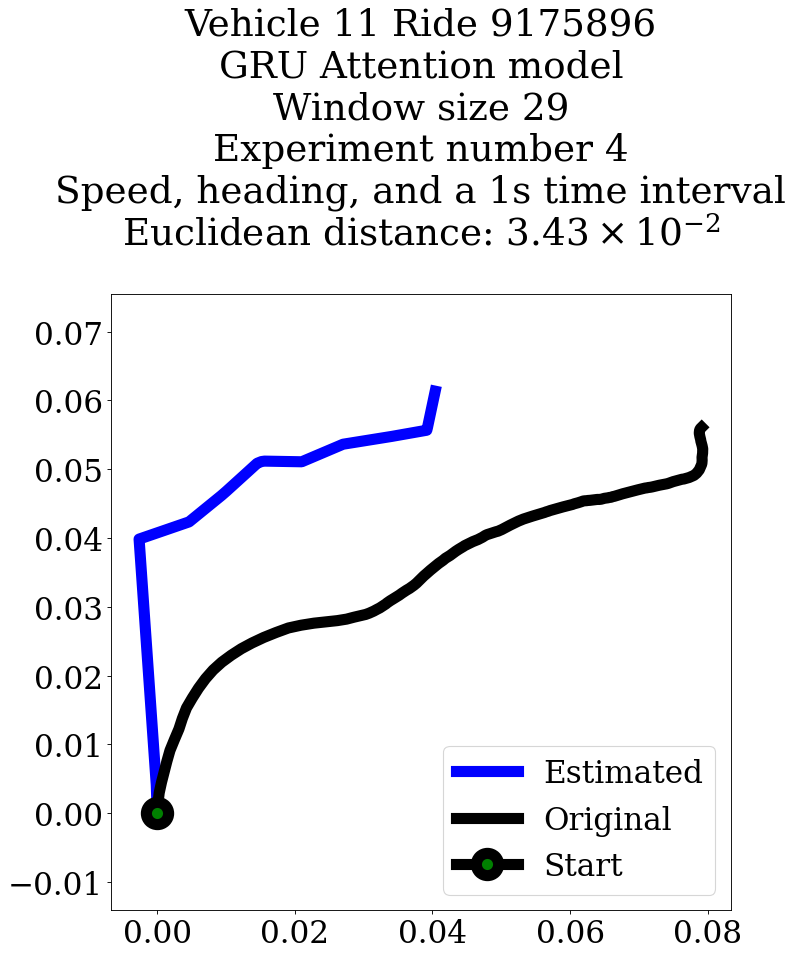 Vehicle 11 Ride 9175896
GRU Attention model
Window size 29
Experiment number 4
Speed, heading, and a 1s time interval
Euclidean distance: 3.43 × 10⁻²
0.07
0.06
0.05
0.04
0.03
0.02
0.01
0.00
−0.01
Estimated
Original
Start
0.00 0.02 0.04 0.06 0.08